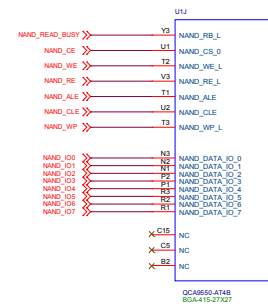 U1J
NAND_READ_BUSY Y3 NAND_RB_L
NAND_CE U1 NAND_CS_0
NAND_WE T2 NAND_WE_L
NAND_RE V3 NAND_RE_L
NAND_ALE T1 NAND_ALE
NAND_CLE U2 NAND_CLE
NAND_WP T3 NAND_WP_L
NAND_IO0 N3 NAND_DATA_IO_0
NAND_IO1 N2 NAND_DATA_IO_1
NAND_IO2 N1 NAND_DATA_IO_2
NAND_IO3 P2 NAND_DATA_IO_3
NAND_IO4 P1 NAND_DATA_IO_4
NAND_IO5 R3 NAND_DATA_IO_5
NAND_IO6 R2 NAND_DATA_IO_6
NAND_IO7 R1 NAND_DATA_IO_7
C15 NC
C5 NC
B2 NC
QCA9550-AT4B
BGA-415-27X27